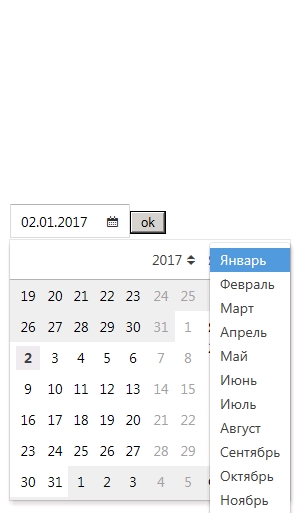 02.01.2017 ok
2017
19 20 21 22 23 24 25
26 27 28 29 30 31 1
2 3 4 5 6 7 8
9 10 11 12 13 14 15
16 17 18 19 20 21 22
23 24 25 26 27 28 29
30 31 1 2 3 4 5
Январь
Февраль
Март
Апрель
Май
Июнь
Июль
Август
Сентябрь
Октябрь
Ноябрь